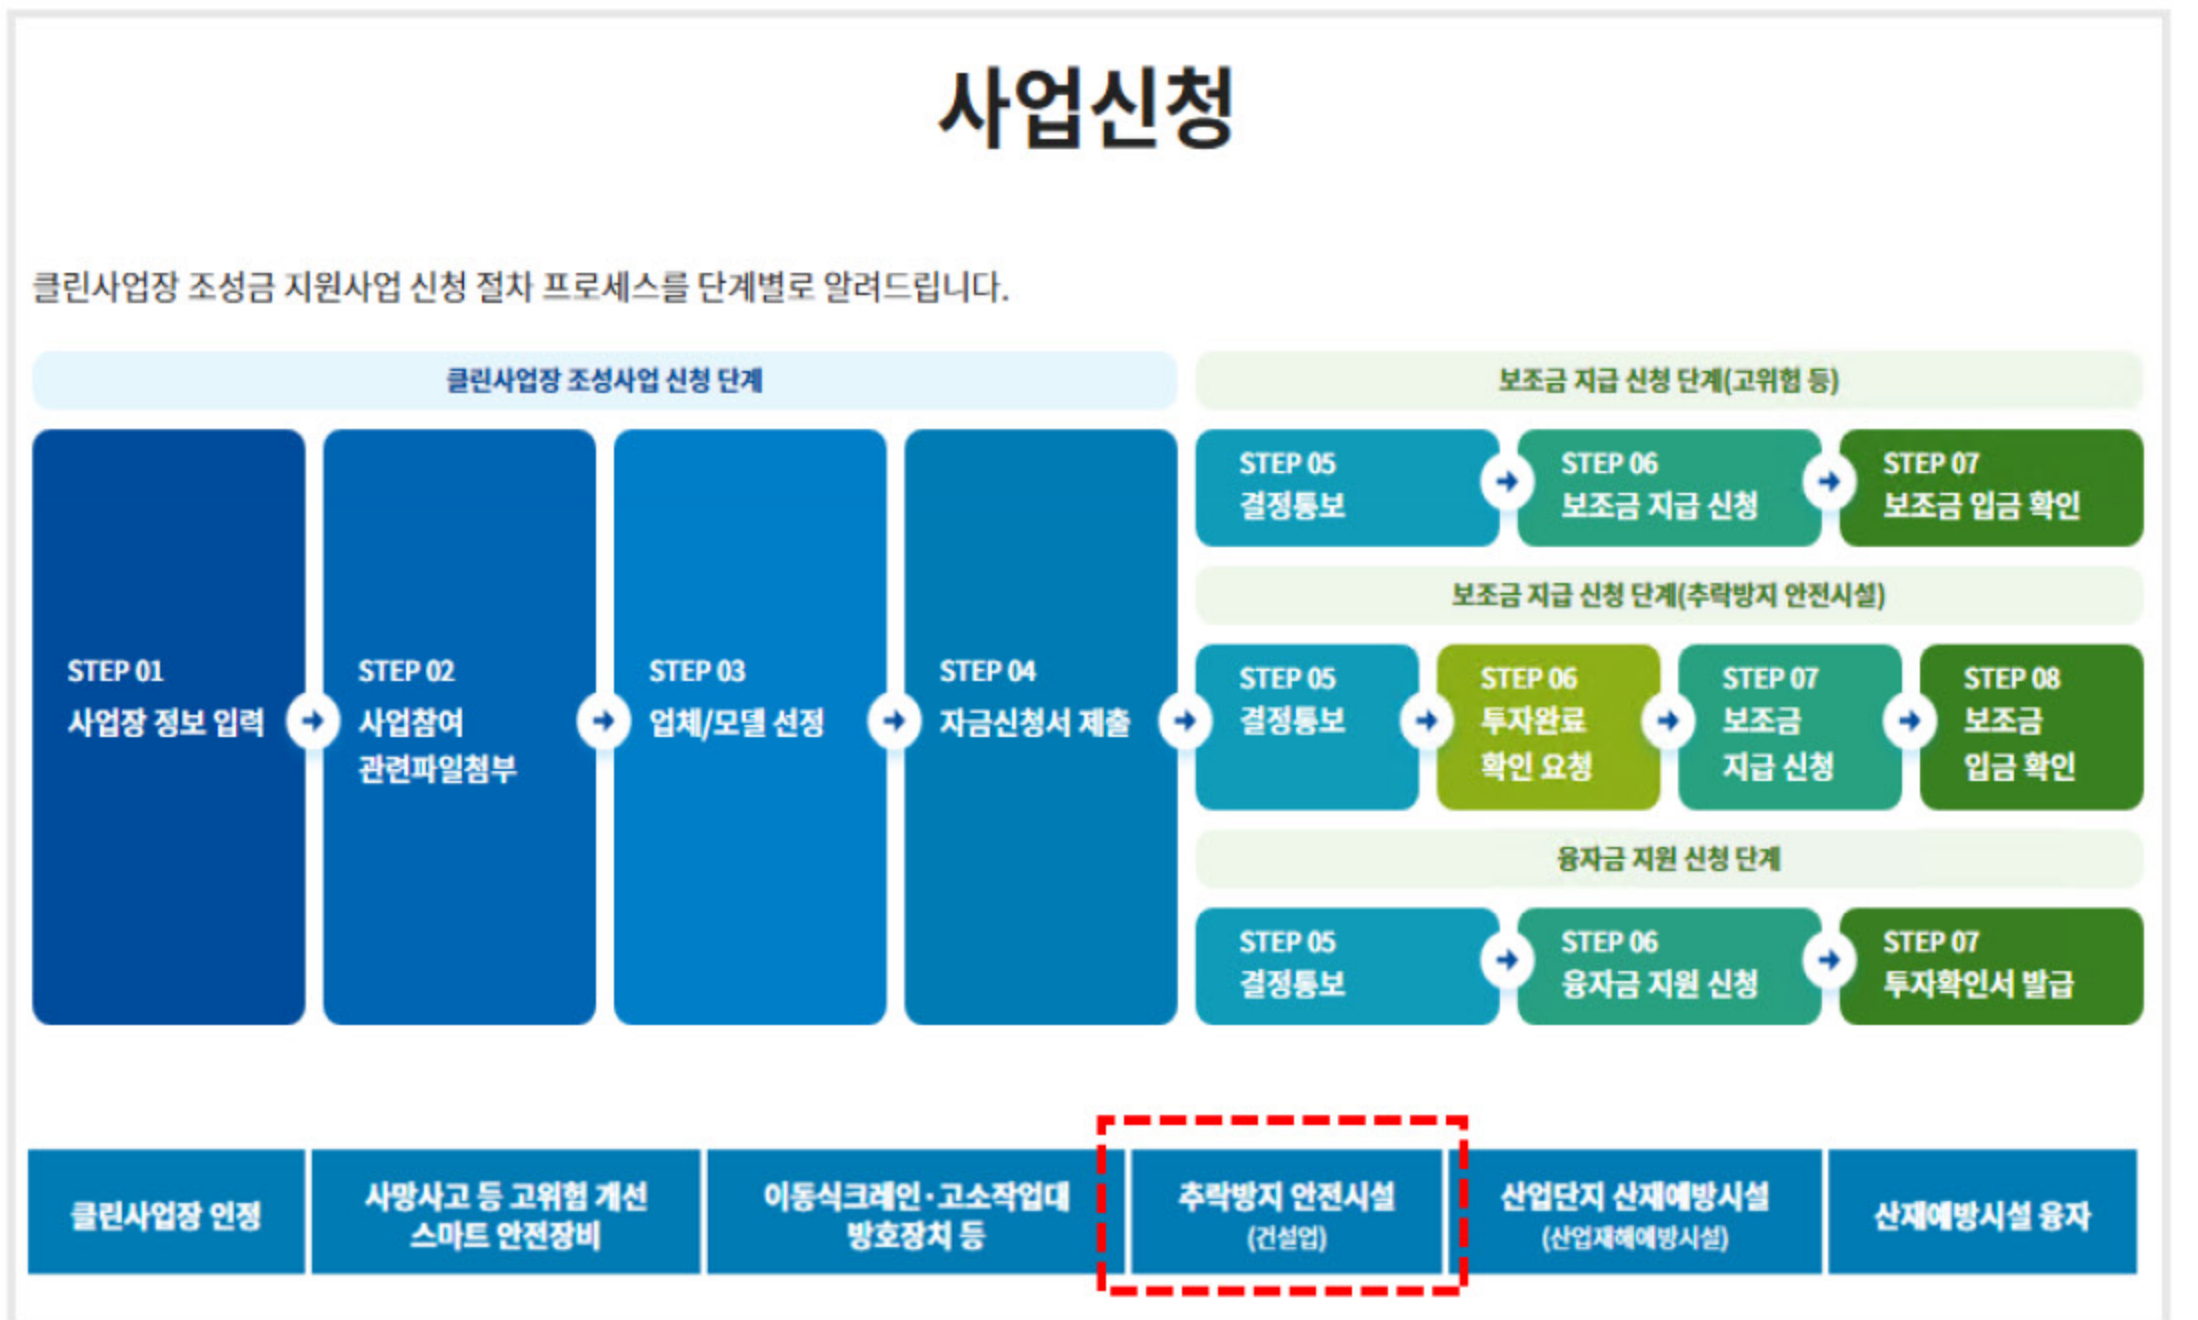 사업신청
클린사업장 조성금 지원사업 신청 절차 프로세스를 단계별로 알려드립니다.
클린사업장 조성사업 신청 단계
STEP 01
사업장 정보 입력
STEP 02
사업참여
관련파일첨부
STEP 03
업체/모델 선정
STEP 04
자금신청서 제출
보조금 지급 신청 단계(고위험 등)
STEP 05
결정통보
STEP 06
보조금 지급 신청
STEP 07
보조금 입금 확인
보조금 지급 신청 단계(추락방지 안전시설)
STEP 05
결정통보
STEP 06
투자완료
확인 요청
STEP 07
보조금
지급 신청
STEP 08
보조금
입금 확인
융자금 지원 신청 단계
STEP 05
결정통보
STEP 06
융자금 지원 신청
STEP 07
투자확인서 발급
클린사업장 인정
사망사고 등 고위험 개선
스마트 안전장비
이동식크레인·고소작업대
방호장치 등
추락방지 안전시설
(건설업)
산업단지 산재예방시설
(산업재해예방시설)
산재예방시설 융자